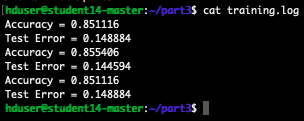 [hduser@student14-master:~/part3$ cat training.log
Accuracy = 0.851116
Test Error = 0.148884
Accuracy = 0.855406
Test Error = 0.144594
Accuracy = 0.851116
Test Error = 0.148884
hduser@student14-master:~/part3$